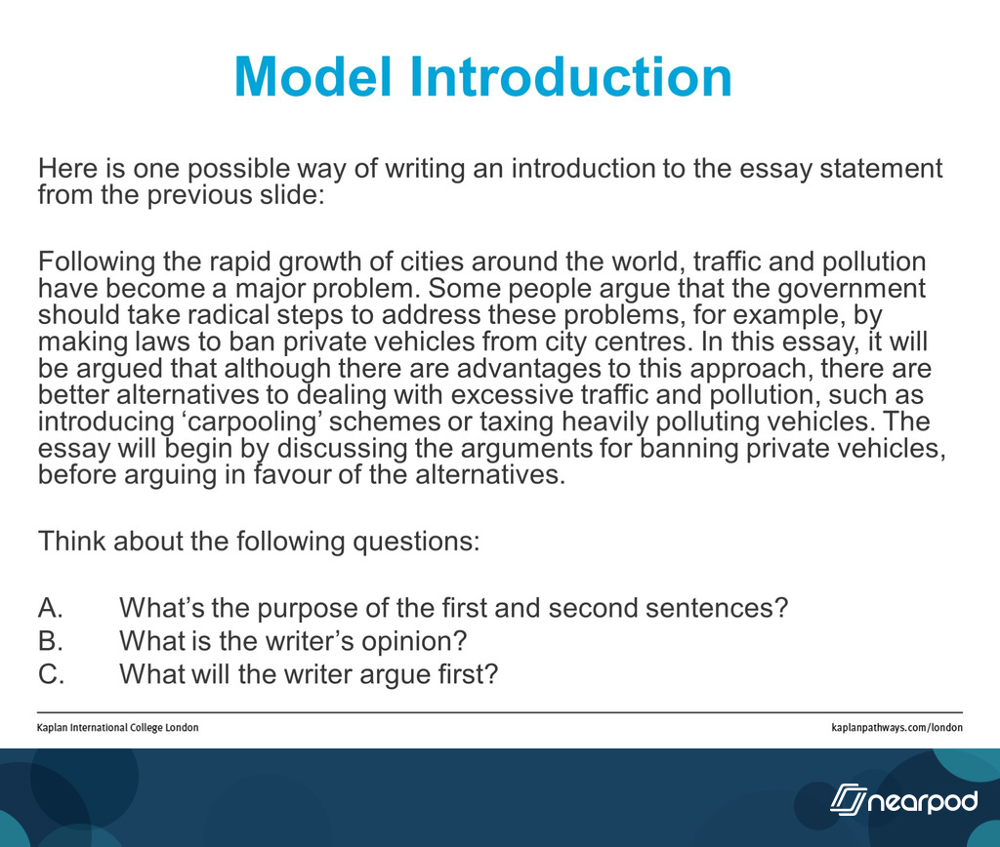 Model Introduction
Here is one possible way of writing an introduction to the essay statement
from the previous slide:
Following the rapid growth of cities around the world, traffic and pollution
have become a major problem. Some people argue that the government
should take radical steps to address these problems, for example, by
making laws to ban private vehicles from city centres. In this essay, it will
be argued that although there are advantages to this approach, there are
better alternatives to dealing with excessive traffic and pollution, such as
introducing ‘carpooling’ schemes or taxing heavily polluting vehicles. The
essay will begin by discussing the arguments for banning private vehicles,
before arguing in favour of the alternatives.
Think about the following questions:
A. What’s the purpose of the first and second sentences?
B. What is the writer’s opinion?
C. What will the writer argue first?
Kaplan International College London kaplanpathways.com/london
nearpod